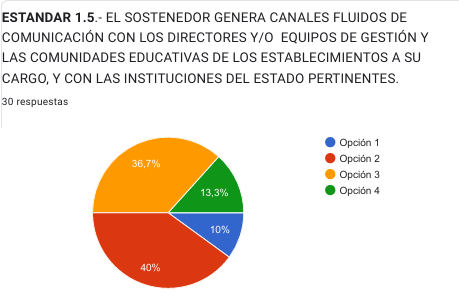 ESTANDAR 1.5.- EL SOSTENEDOR GENERA CANALES FLUIDOS DE
COMUNICACIÓN CON LOS DIRECTORES Y/O EQUIPOS DE GESTIÓN Y
LAS COMUNIDADES EDUCATIVAS DE LOS ESTABLECIMIENTOS A SU
CARGO, Y CON LAS INSTITUCIONES DEL ESTADO PERTINENTES.
30 respuestas
36,7%
13,3%
10%
40%
Opción 1
Opción 2
Opción 3
Opción 4